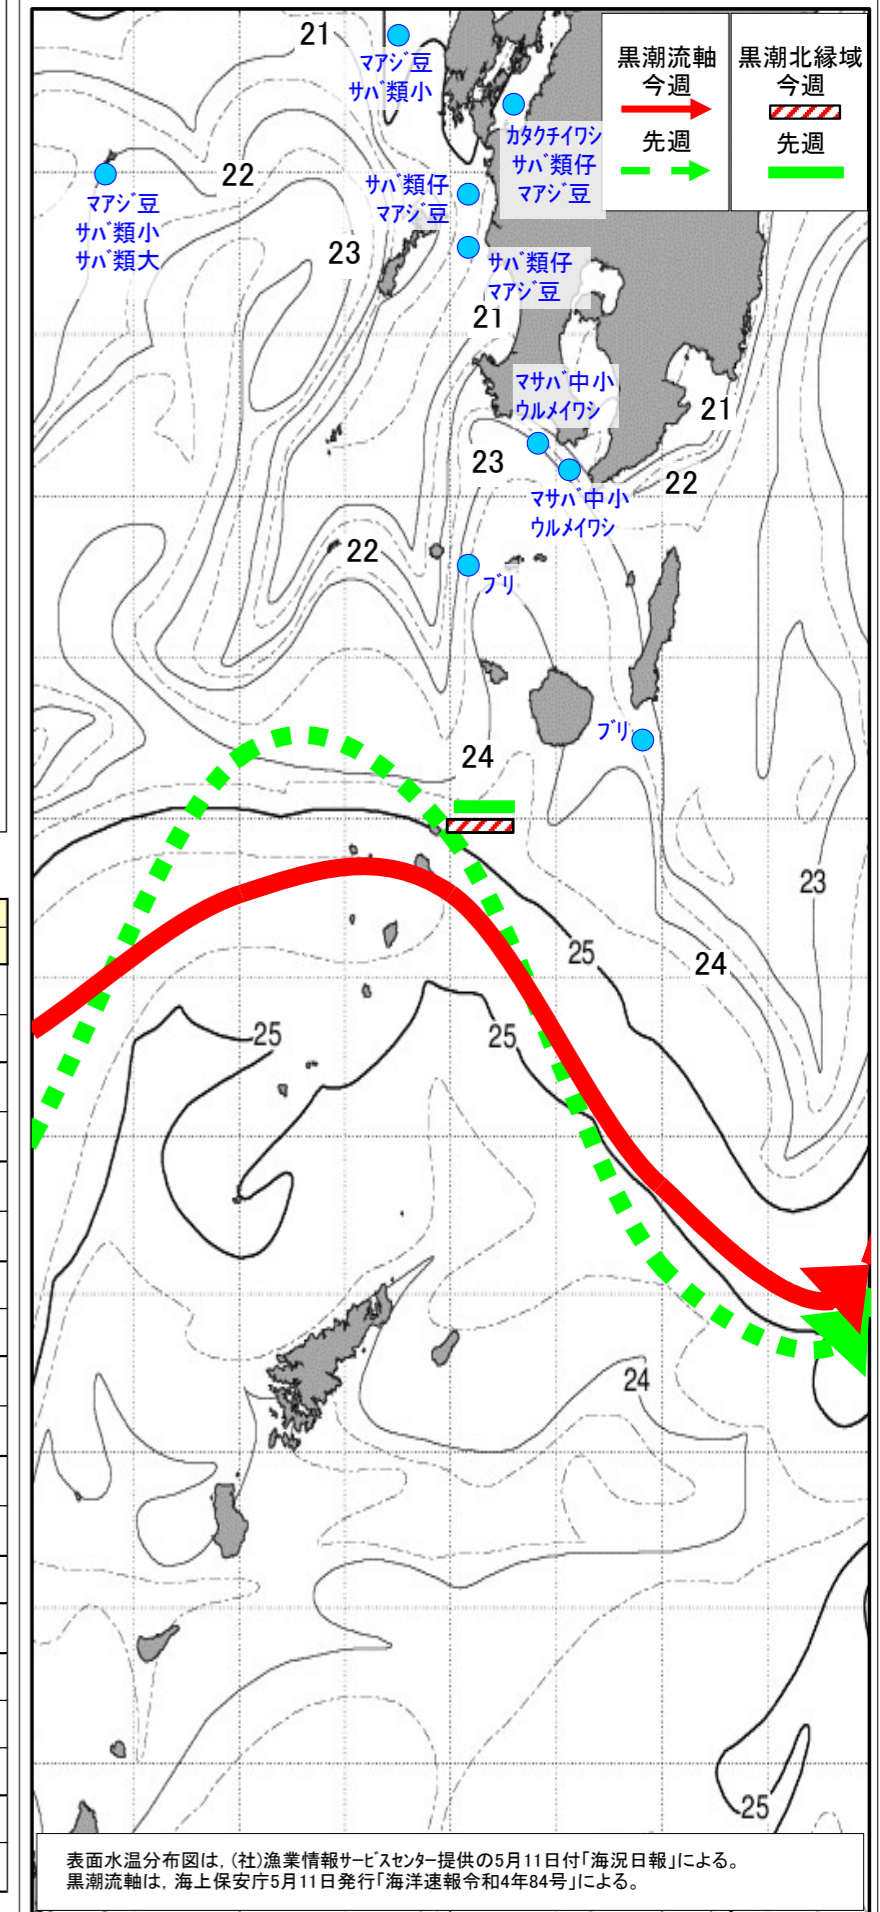 黒潮流軸
今週
先週
黒潮北縁域
今週
先週
21
マアジ豆
サバ類小
カタクチイワシ
サバ類仔
マアジ豆
22
マアジ豆
サバ類小
サバ類大
サバ類仔
マアジ豆
23
サバ類仔
マアジ豆
21
マサバ中小
ウルメイワシ
21
23
22
マサバ中小
ウルメイワシ
22
ブリ
ブリ
24
23
25
24
25
25
24
25
表面水温分布図は,(社)漁業情報サービスセンター提供の5月11日付「海況日報」による。
黒潮流軸は,海上保安庁5月11日発行「海洋速報令和4年84号」による。